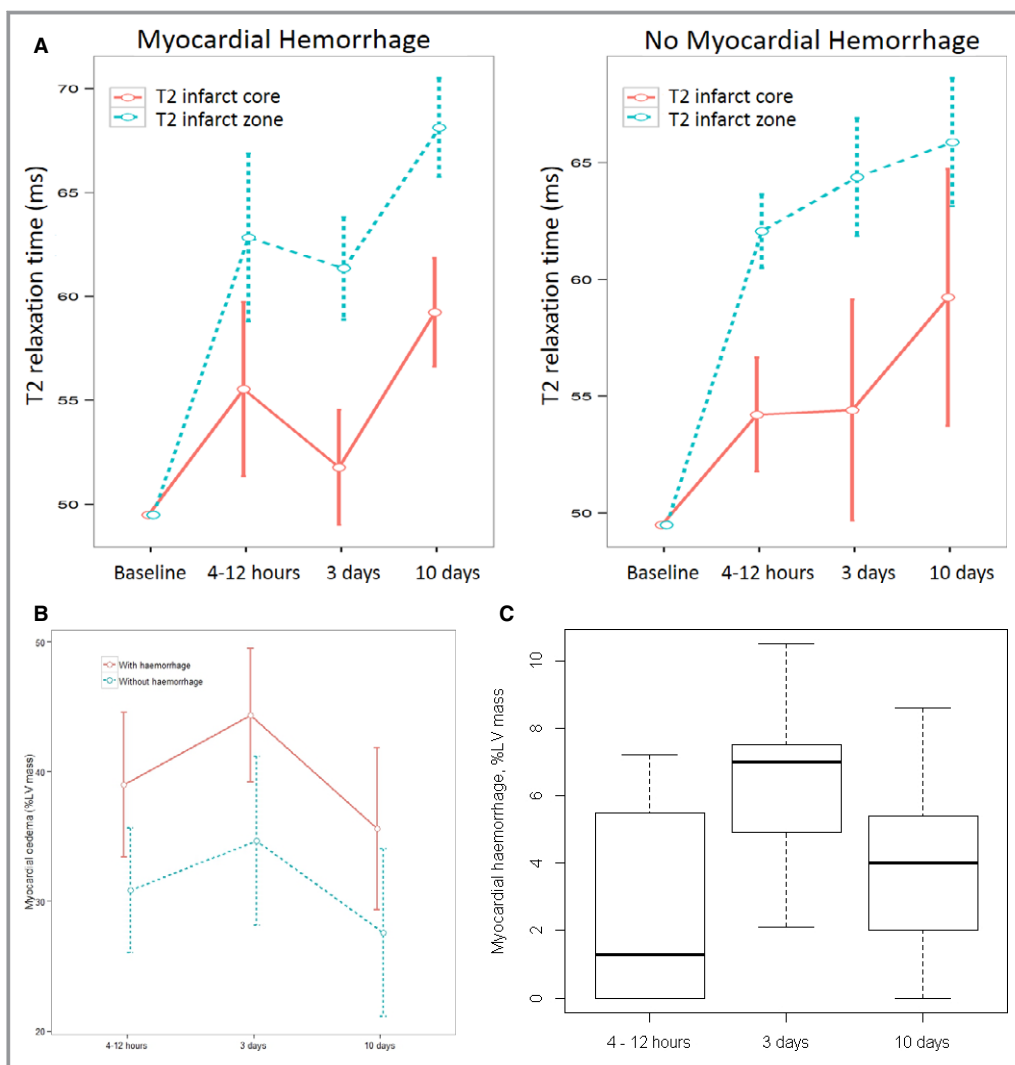 A
Myocardial Hemorrhage
No Myocardial Hemorrhage
T2 infarct core
T2 infarct zone
T2 relaxation time (ms)
70
65
60
55
50
Baseline
4-12 hours
3 days
10 days
T2 infarct core
T2 infarct zone
T2 relaxation time (ms)
65
60
55
50
Baseline
4-12 hours
3 days
10 days
B
With haemorrhage
Without haemorrhage
Myocardial oedema (%LV mass)
50
40
30
20
4-12 hours
3 days
10 days
C
Myocardial haemorrhage, %LV mass
10
8
6
4
2
0
4 - 12 hours
3 days
10 days